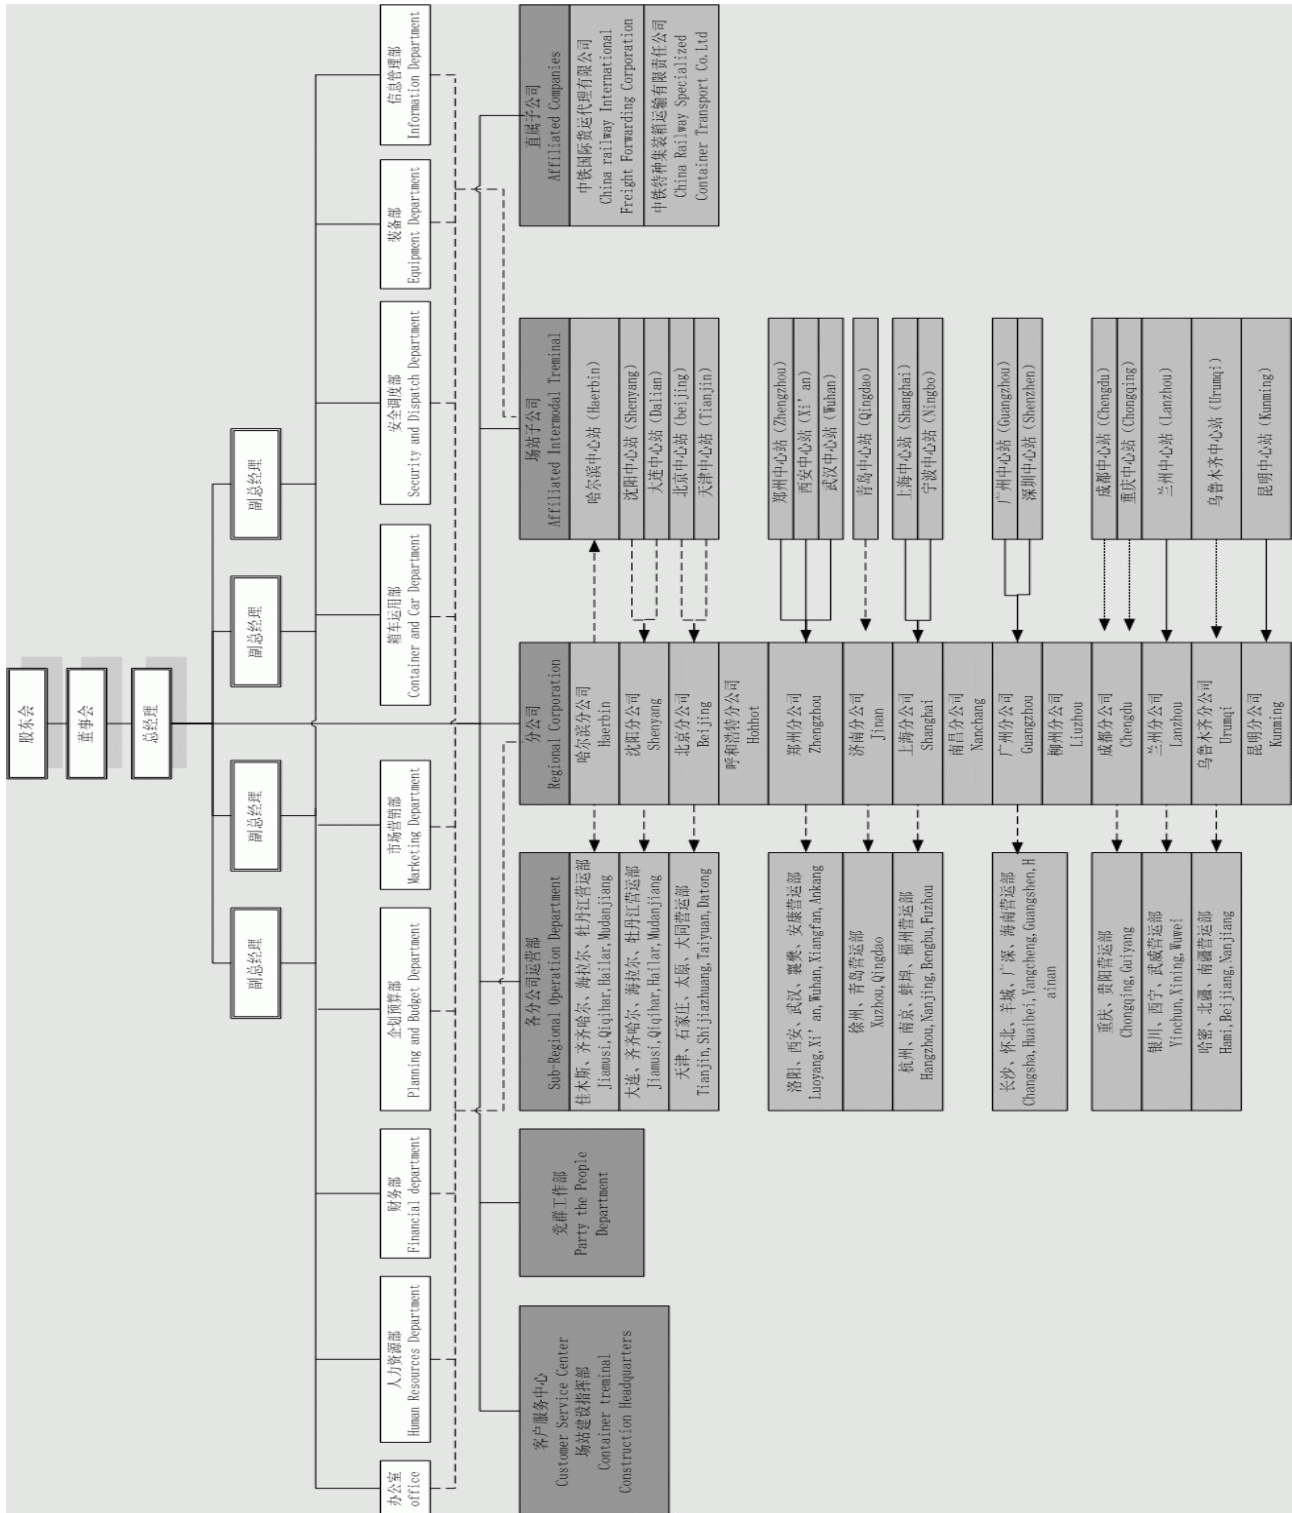 股东会
董事会
总经理
副总经理
副总经理
副总经理
副总经理
办公室
office
人力资源部
Human Resources Department
财务部
Financial department
企划预算部
Planning and Budget Department
市场营销部
Marketing Department
箱车运用部
Container and Car Department
安全调度部
Security and Dispatch Department
装备部
Equipment Department
信息管理部
Information Department
客户服务中心
Customer Service Center
场站建设指挥部
Container treminal
Construction Headquarters
党群工作部
Party the People
Department
各分公司运营部
Sub-Regional Operation Department
佳木斯、齐齐哈尔、海拉尔、牡丹江营运部
Jiamusi,Qiqihar,Hailar,Mudanjiang
大连、齐齐哈尔、海拉尔、牡丹江营运部
Jiamusi,Qiqihar,Hailar,Mudanjiang
天津、石家庄、太原、大同营运部
Tianjin,Shijiazhuang,Taiyuan,Datong
洛阳、西安、武汉、襄樊、安康营运部
Luoyang,Xi’an,Wuhan,Xiangfan,Ankang
徐州、青岛营运部
Xuzhou,Qingdao
杭州、南京、蚌埠、福州营运部
Hangzhou,Nanjing,Bengbu,Fuzhou
长沙、怀北、羊城、广深、海南营运部
Changsha,Huaibei,Yangcheng,Guangshen,H
ainan
重庆、贵阳营运部
Chongqing,Guiyang
银川、西宁、武威营运部
Yinchun,Xining,Wuwei
哈密、北疆、南疆营运部
Hami,Beijiang,Nanjiang
分公司
Regional Corporation
哈尔滨分公司
Haerbin
沈阳分公司
Shenyang
北京分公司
Beijing
呼和浩特分公司
Hohhot
郑州分公司
Zhengzhou
济南分公司
Jinan
上海分公司
Shanghai
南昌分公司
Nanchang
广州分公司
Guangzhou
柳州分公司
Liuzhou
成都分公司
Chengdu
兰州分公司
Lanzhou
乌鲁木齐分公司
Urumqi
昆明分公司
Kunming
场站子公司
Affiliated Intermodal Treminal
哈尔滨中心站（Haerbin）
沈阳中心站（Shenyang）
大连中心站（Dalian）
北京中心站（beijing）
天津中心站（Tianjin）
郑州中心站（Zhengzhou）
西安中心站（Xi’an）
武汉中心站（Wuhan）
青岛中心站（Qingdao）
上海中心站（Shanghai）
宁波中心站（Ningbo）
广州中心站（Guangzhou）
深圳中心站（Shenzhen）
成都中心站（Chengdu）
重庆中心站（Chongqing）
兰州中心站（Lanzhou）
乌鲁木齐中心站（Urumqi）
昆明中心站（Kunming）
直属子公司
Affiliated Companies
中铁国际货运代理有限公司
China railway International
Freight Forwarding Corporation
中铁特种集装箱运输有限责任公司
China Railway Specialized
Container Transport Co.Ltd